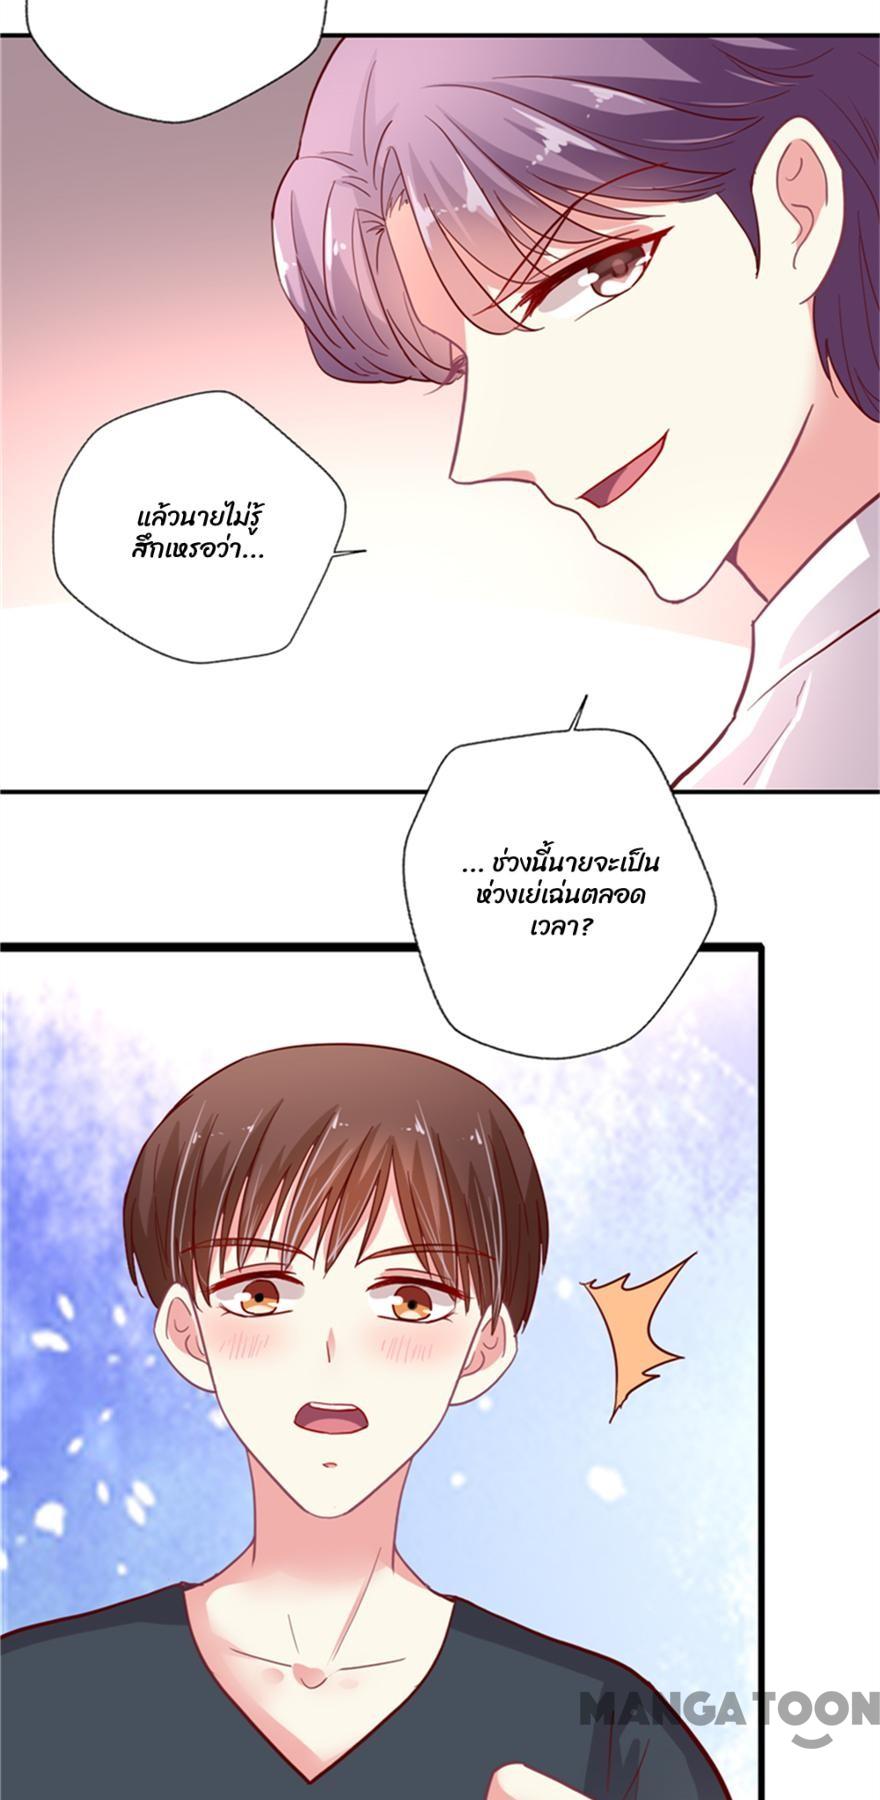 แล้วนายไม่รู้
สึกเหรอว่า...
... ช่วงนี้นายจะเป็น
ห่วงเย่เฉ่นตลอด
เวลา?
MANGATOON